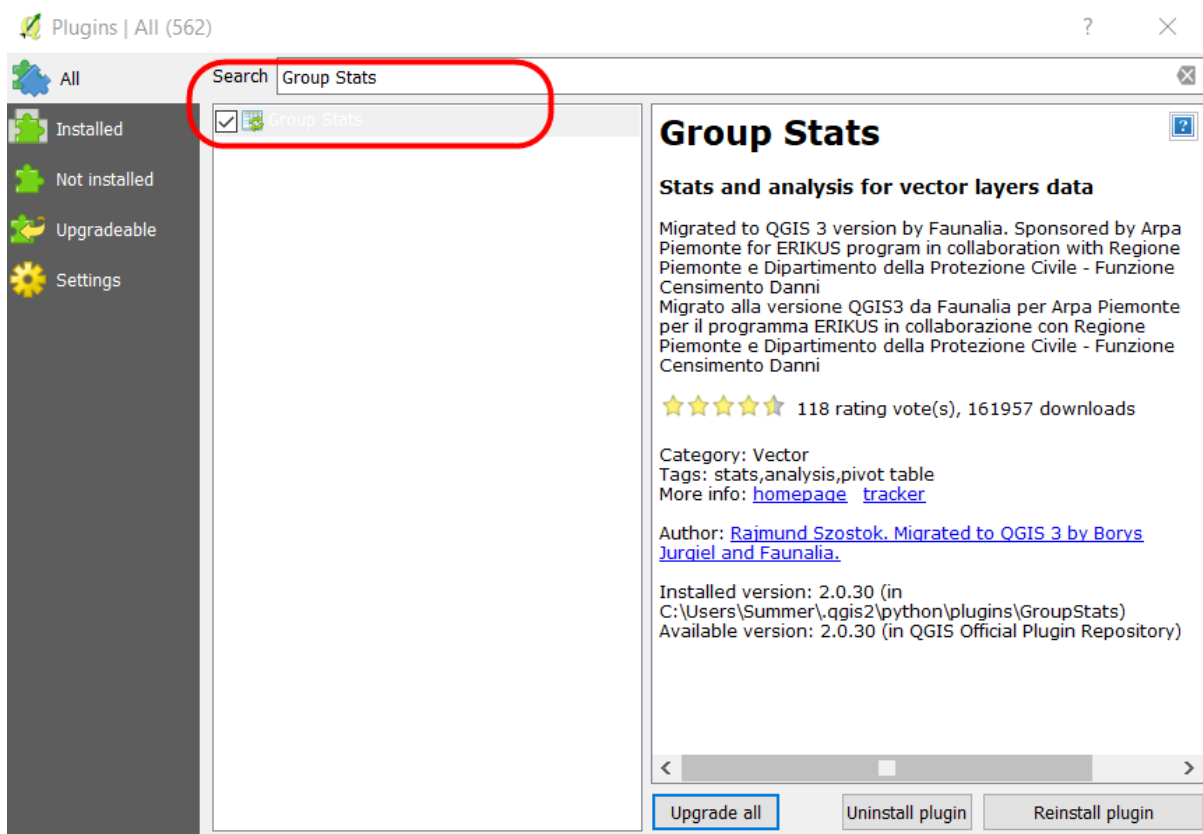 Plugins | All (562)
?
All
Search Group Stats
Installed
Not installed
Upgradeable
Settings
Group Stats
Group Stats
?
Stats and analysis for vector layers data
Migrated to QGIS 3 version by Faunalia. Sponsored by Arpa
Piemonte for ERIKUS program in collaboration with Regione
Piemonte e Dipartimento della Protezione Civile - Funzione
Censimento Danni
Migrato alla versione QGIS3 da Faunalia per Arpa Piemonte
per il programma ERIKUS in collaborazione con Regione
Piemonte e Dipartimento della Protezione Civile - Funzione
Censimento Danni
118 rating vote(s), 161957 downloads
Category: Vector
Tags: stats,analysis,pivot table
More info: homepage tracker
Author: Rajmund Szostok. Migrated to QGIS 3 by Borys
Jurgiel and Faunalia.
Installed version: 2.0.30 (in
C:\Users\Summer\.qgis2\python\plugins\GroupStats)
Available version: 2.0.30 (in QGIS Official Plugin Repository)
Upgrade all
Uninstall plugin
Reinstall plugin